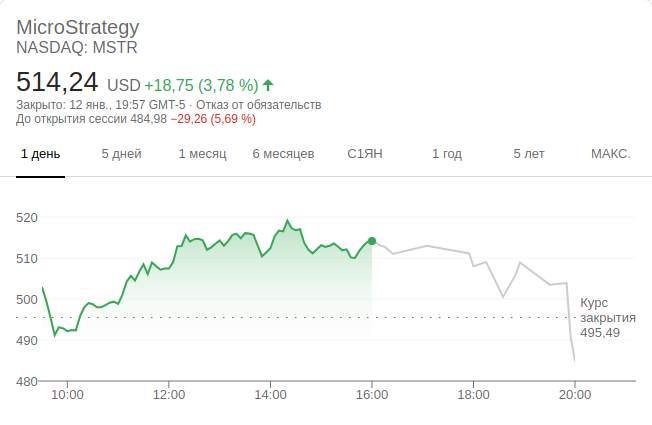 MicroStrategy
NASDAQ: MSTR
514,24 USD +18,75 (3,78 %)
Закрыто: 12 янв., 19:57 GMT-5 · Отказ от обязательств
До открытия сессии 484,98 −29,26 (5,69 %)
1 день 5 дней 1 месяц 6 месяцев С1ЯН 1 год 5 лет МАКС.
520
510
500
490
480
Курс
закрытия
495,49
10:00 12:00 14:00 16:00 18:00 20:00